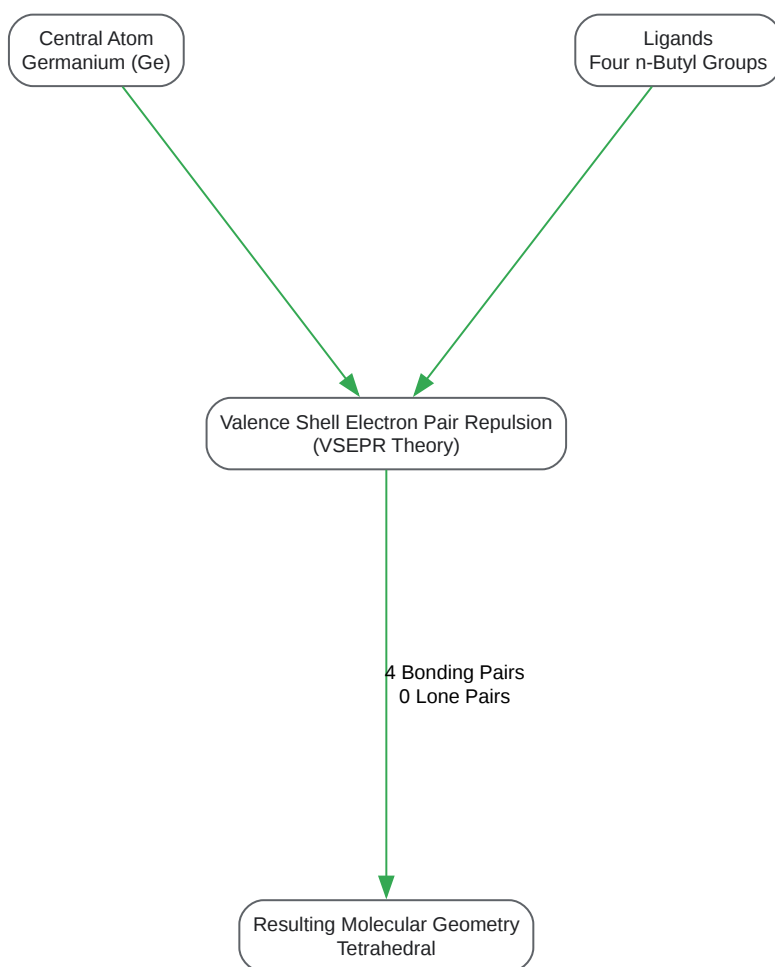 Central Atom
Germanium (Ge)
Ligands
Four n-Butyl Groups
Valence Shell Electron Pair Repulsion
(VSEPR Theory)
4 Bonding Pairs
0 Lone Pairs
Resulting Molecular Geometry
Tetrahedral